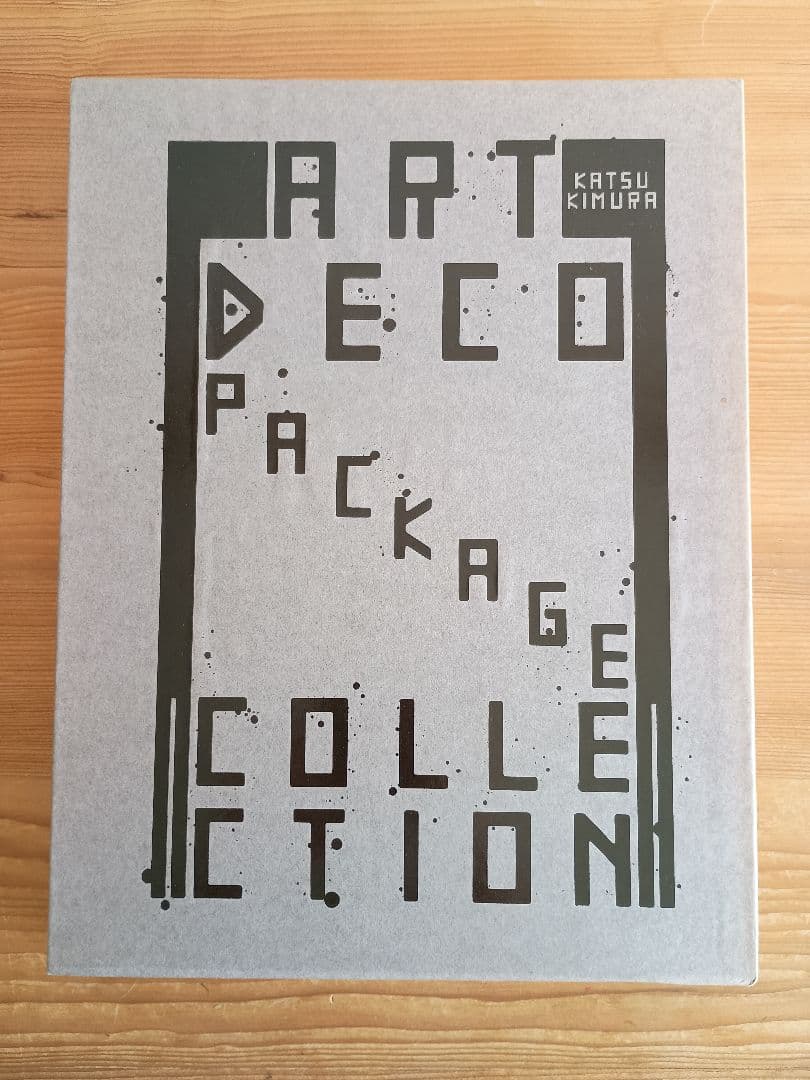 ART
KATSU
KIMURA
DECO
PACKAGE
COLLE
CTION